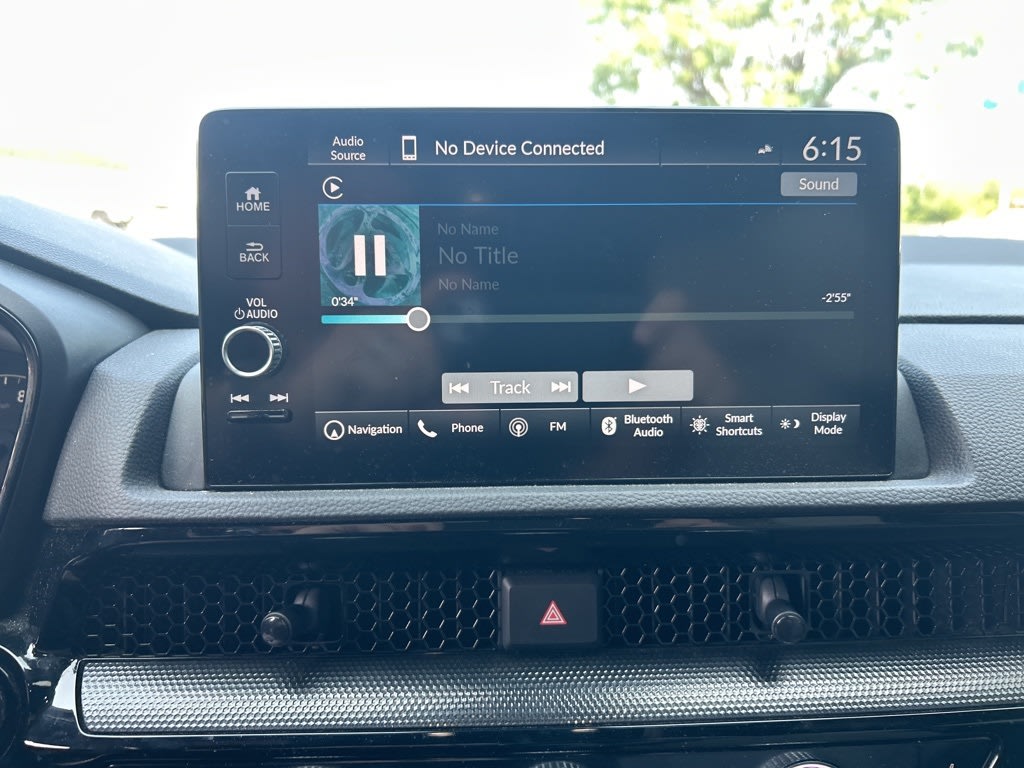 Audio
Source
No Device Connected
6:15
Sound
HOME
BACK
No Name
No Title
No Name
0'34"
-2'55"
VOL
AUDIO
Track
Navigation
Phone
FM
Bluetooth
Audio
Smart
Shortcuts
Display
Mode
8